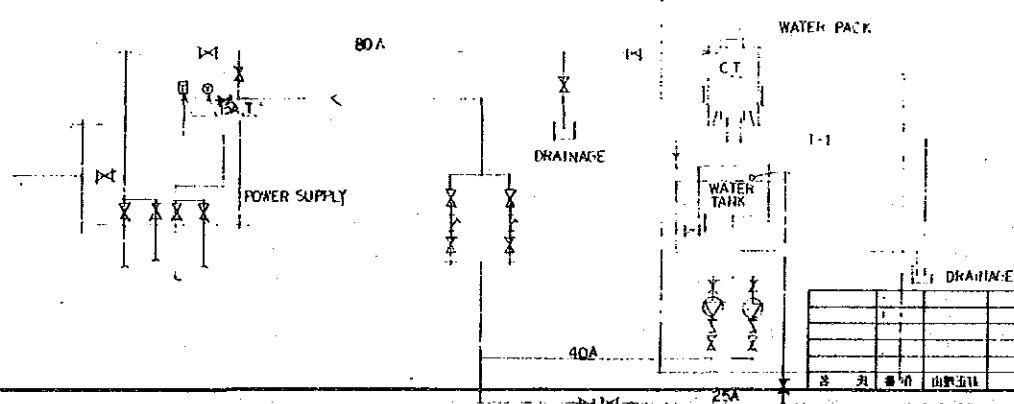 WATER PACK
80A
C.T.
15A T.
T-1
DRAINAGE
POWER SUPPLY
WATER
TANK
DRAINAGE
40A
25A